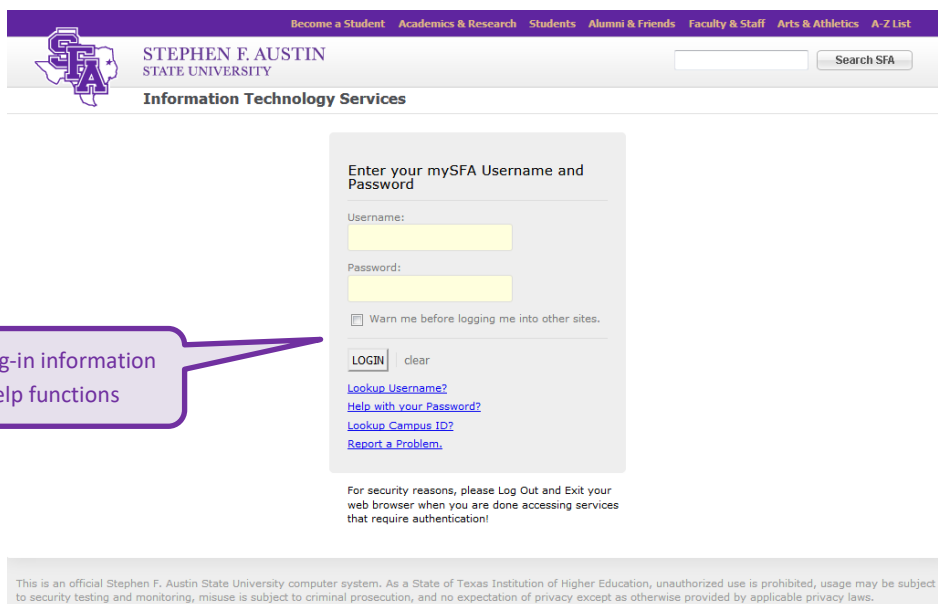 Become a Student Academics & Research Students Alumni & Friends Faculty & Staff Arts & Athletics A-Z List
SFA
STEPHEN F. AUSTIN
STATE UNIVERSITY
Search SFA
Information Technology Services
Enter your mySFA Username and
Password
Username:
Password:
Warn me before logging me into other sites.
g-in information
elp functions
LOGIN clear
Lookup Username?
Help with your Password?
Lookup Campus ID?
Report a Problem.
For security reasons, please Log Out and Exit your
web browser when you are done accessing services
that require authentication!
This is an official Stephen F. Austin State University computer system. As a State of Texas Institution of Higher Education, unauthorized use is prohibited, usage may be subject
to security testing and monitoring, misuse is subject to criminal prosecution, and no expectation of privacy except as otherwise provided by applicable privacy laws.